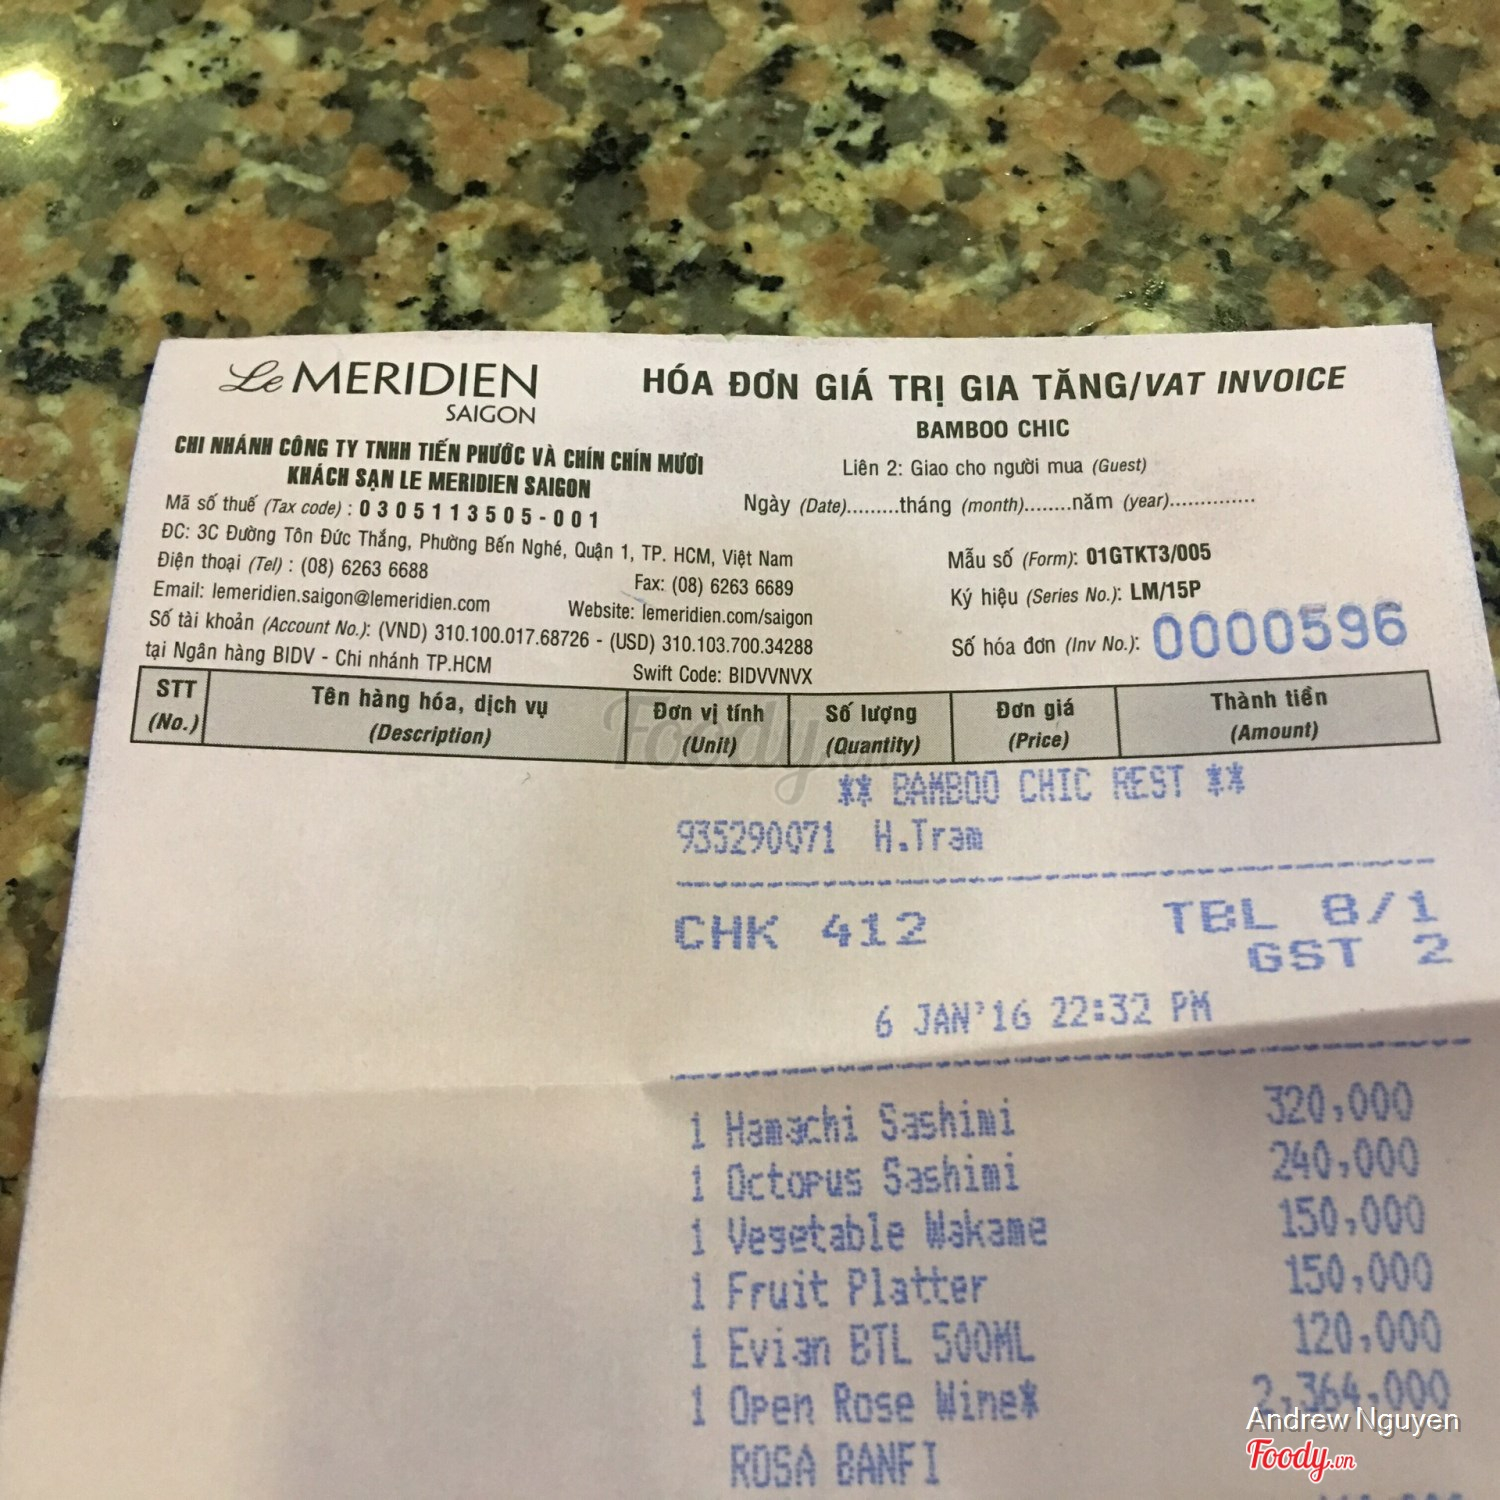 Le MERIDIEN
SAIGON
CHI NHÁNH CÔNG TY TNHH TIẾN PHƯỚC VÀ CHÍN CHÍN MƯƠI
KHÁCH SẠN LE MERIDIEN SAIGON
Mã số thuế (Tax code) : 0305113505-001
ĐC: 3C Đường Tôn Đức Thắng, Phường Bến Nghé, Quận 1, TP. HCM, Việt Nam
Điện thoại (Tel) : (08) 6263 6688 Fax: (08) 6263 6689
Email: lemeridien.saigon@lemeridien.com Website: lemeridien.com/saigon
Số tài khoản (Account No.): (VND) 310.100.017.68726 - (USD) 310.103.700.34288
tại Ngân hàng BIDV - Chi nhánh TP.HCM Swift Code: BIDVVNVX
HÓA ĐƠN GIÁ TRỊ GIA TĂNG/VAT INVOICE
BAMBOO CHIC
Liên 2: Giao cho người mua (Guest)
Ngày (Date).........tháng (month)........năm (year)..............
Mẫu số (Form): 01GTKT3/005
Ký hiệu (Series No.): LM/15P
Số hóa đơn (Inv No.): 0000596
STT Tên hàng hóa, dịch vụ Đơn vị tính Số lượng Đơn giá Thành tiền
(No.) (Description) (Unit) (Quantity) (Price) (Amount)
** BAMBOO CHIC REST **
935290071 H.Tram
CHK 412 TBL 8/1
GST 2
6 JAN'16 22:32 PM
1 Hamachi Sashimi 320,000
1 Octopus Sashimi 240,000
1 Vegetable Wakame 150,000
1 Fruit Platter 150,000
1 Evian BTL 500ML 120,000
1 Open Rose Wine* 2,364,000
ROSA BANFI
Foody.vn
Andrew Nguyen
Foody.vn